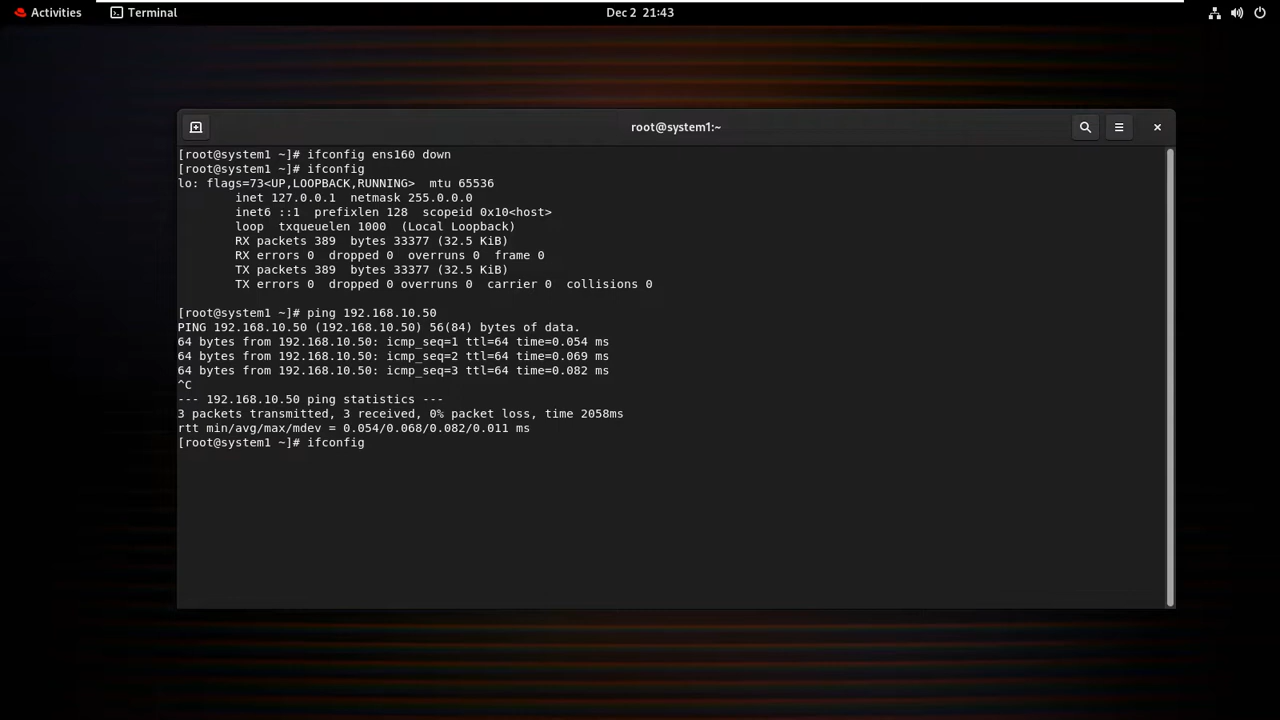 Activities
Terminal
Dec 2 21:43
root@system1:~
[root@system1 ~]# ifconfig ens160 down
[root@system1 ~]# ifconfig
lo: flags=73<UP,LOOPBACK,RUNNING>  mtu 65536
        inet 127.0.0.1  netmask 255.0.0.0
        inet6 ::1  prefixlen 128  scopeid 0x10<host>
        loop  txqueuelen 1000  (Local Loopback)
        RX packets 389  bytes 33377 (32.5 KiB)
        RX errors 0  dropped 0  overruns 0  frame 0
        TX packets 389  bytes 33377 (32.5 KiB)
        TX errors 0  dropped 0 overruns 0  carrier 0  collisions 0
[root@system1 ~]# ping 192.168.10.50
PING 192.168.10.50 (192.168.10.50) 56(84) bytes of data.
64 bytes from 192.168.10.50: icmp_seq=1 ttl=64 time=0.054 ms
64 bytes from 192.168.10.50: icmp_seq=2 ttl=64 time=0.069 ms
64 bytes from 192.168.10.50: icmp_seq=3 ttl=64 time=0.082 ms
^C
--- 192.168.10.50 ping statistics ---
3 packets transmitted, 3 received, 0% packet loss, time 2058ms
rtt min/avg/max/mdev = 0.054/0.068/0.082/0.011 ms
[root@system1 ~]# ifconfig